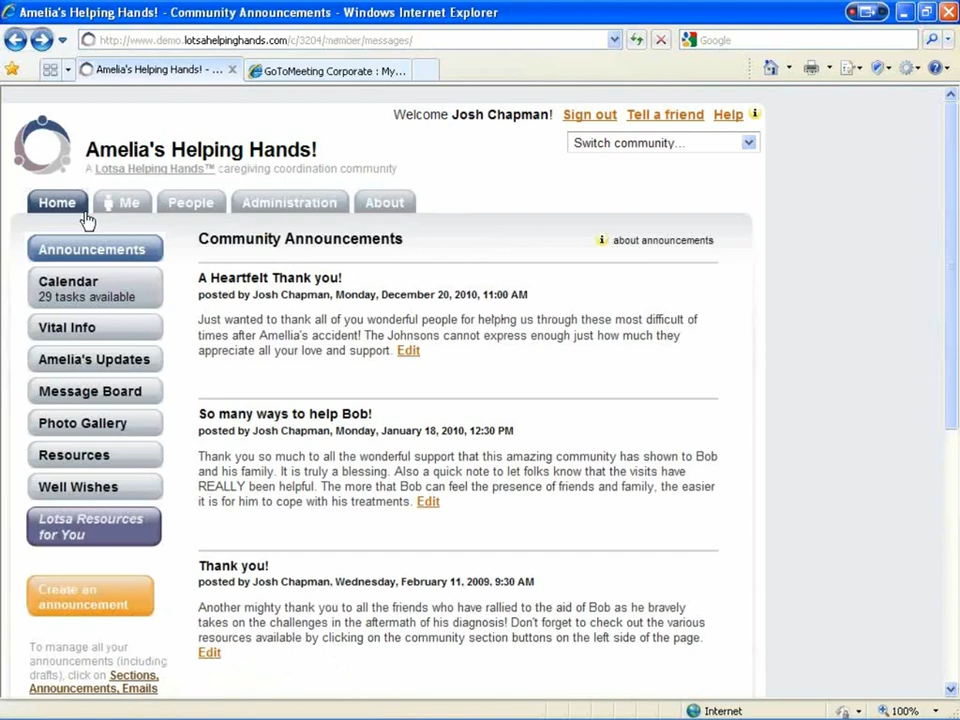 Amelia's Helping Hands! - Community Announcements - Windows Internet Explorer
http://www.demo.lotsahelpinghands.com/c/3204/member/messages/
Google
Amelia's Helping Hands! - ...
GoToMeeting Corporate : My...
Welcome Josh Chapman! Sign out Tell a friend Help
Amelia's Helping Hands!
Switch community...
A Lotsa Helping Hands™ caregiving coordination community
Home Me People Administration About
Announcements
Calendar
29 tasks available
Vital Info
Amelia's Updates
Message Board
Photo Gallery
Resources
Well Wishes
Lotsa Resources
for You
Create an
announcement
To manage all your
announcements (including
drafts), click on Sections,
Announcements, Emails
Community Announcements
about announcements
A Heartfelt Thank you!
posted by Josh Chapman, Monday, December 20, 2010, 11:00 AM
Just wanted to thank all of you wonderful people for helping us through these most difficult of
times after Amellia's accident! The Johnsons cannot express enough just how much they
appreciate all your love and support. Edit
So many ways to help Bob!
posted by Josh Chapman, Monday, January 18, 2010, 12:30 PM
Thank you so much to all the wonderful support that this amazing community has shown to Bob
and his family. It is truly a blessing. Also a quick note to let folks know that the visits have
REALLY been helpful. The more that Bob can feel the presence of friends and family, the easier
it is for him to cope with his treatments. Edit
Thank you!
posted by Josh Chapman, Wednesday, February 11, 2009, 9:30 AM
Another mighty thank you to all the friends who have rallied to the aid of Bob as he bravely
takes on the challenges in the aftermath of his diagnosis! Don't forget to check out the various
resources available by clicking on the community section buttons on the left side of the page.
Edit
Internet
100%